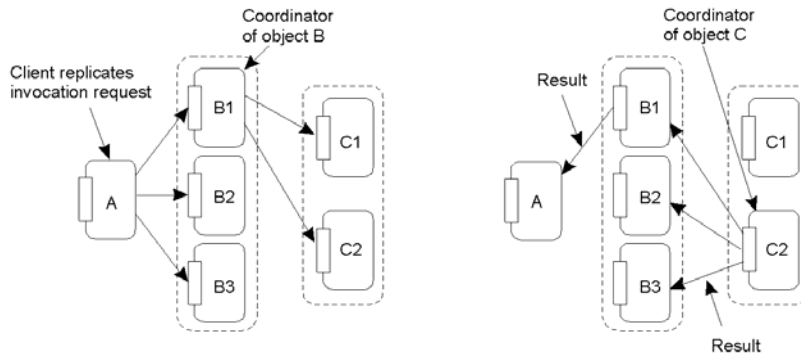 Coordinator
of object B
Client replicates
invocation request
A
B1
B2
B3
C1
C2
Coordinator
of object C
Result
B1
C1
A
B2
C2
B3
Result